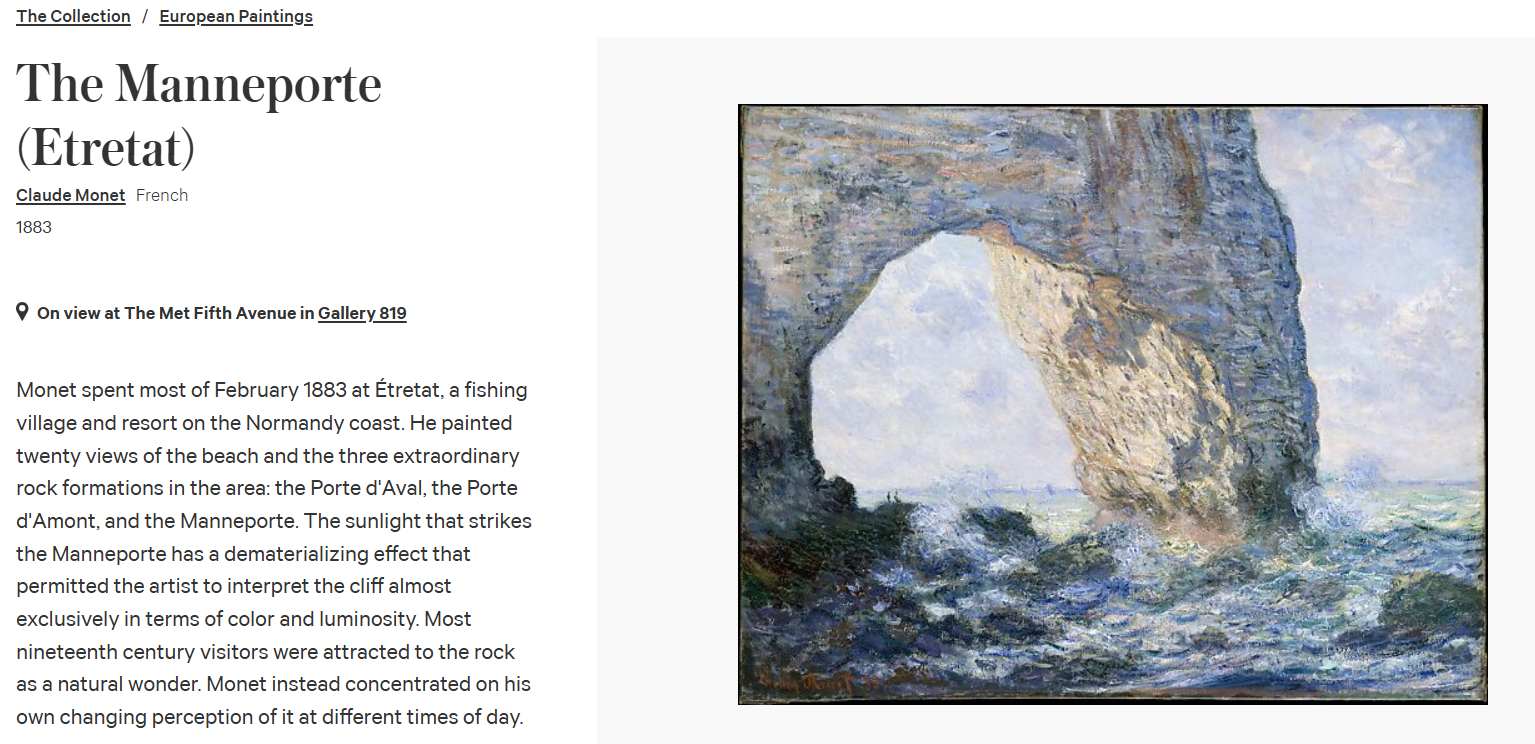 The Collection / European Paintings
The Manneporte
(Etretat)
Claude Monet French
1883
On view at The Met Fifth Avenue in Gallery 819
Monet spent most of February 1883 at Étretat, a fishing
village and resort on the Normandy coast. He painted
twenty views of the beach and the three extraordinary
rock formations in the area: the Porte d'Aval, the Porte
d'Amont, and the Manneporte. The sunlight that strikes
the Manneporte has a dematerializing effect that
permitted the artist to interpret the cliff almost
exclusively in terms of color and luminosity. Most
nineteenth century visitors were attracted to the rock
as a natural wonder. Monet instead concentrated on his
own changing perception of it at different times of day.